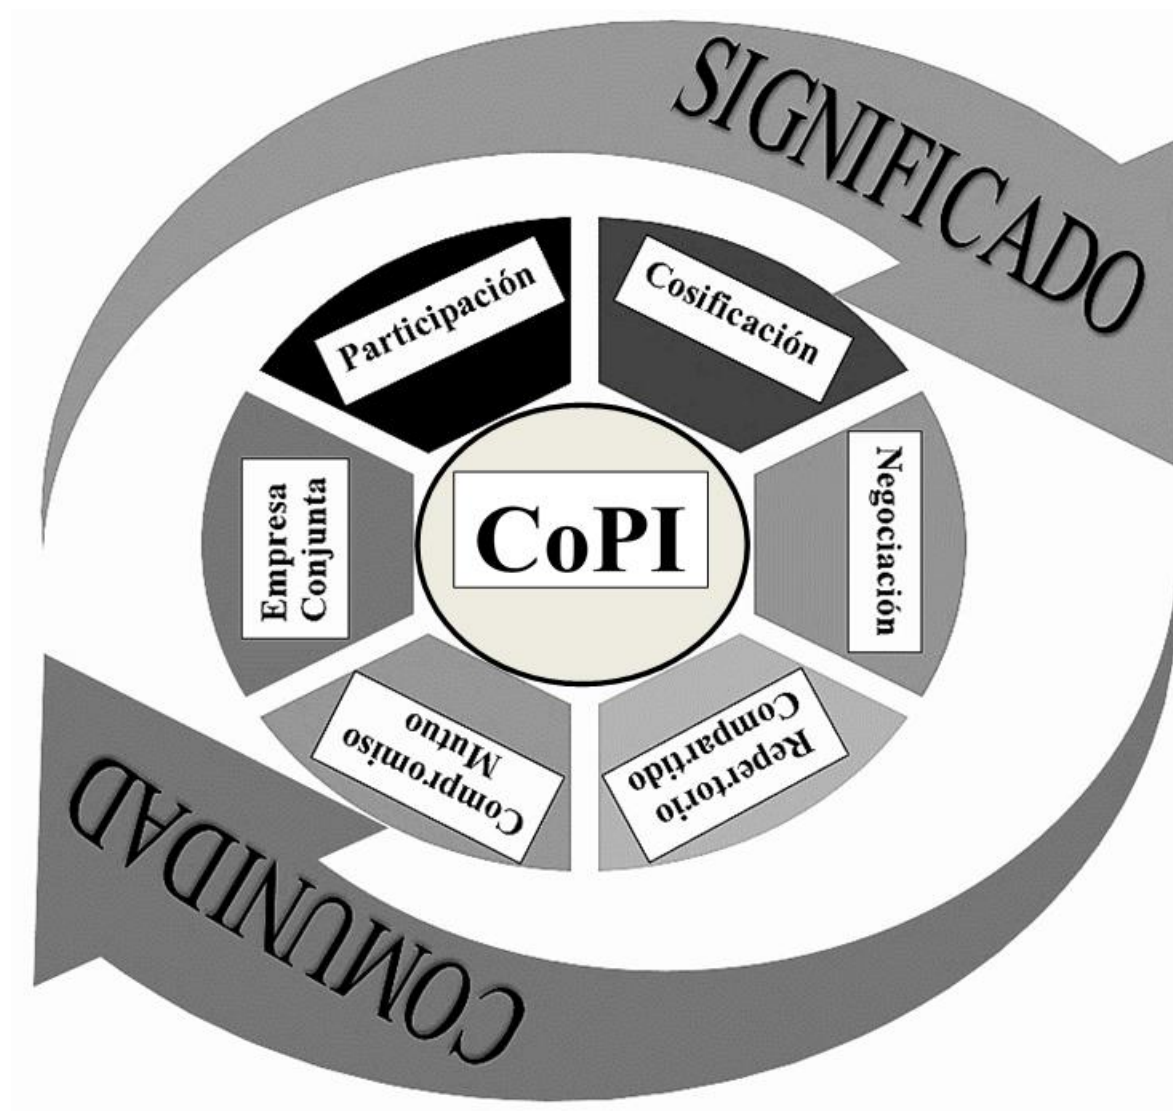 SIGNIFICADO
Participación
Cosificación
Negociación
Repertorio
Compartido
Compromiso
Mutuo
Empresa
Conjunta
CoPI
COMUNIDAD